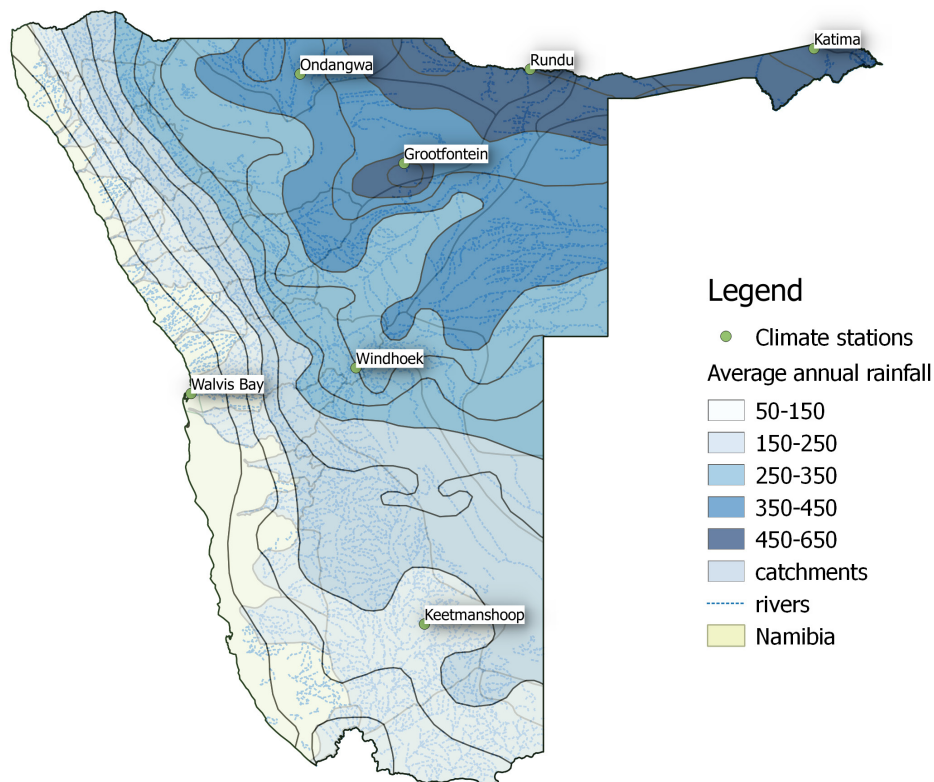 Katima
Rundu
Ondangwa
Grootfontein
Windhoek
Walvis Bay
Keetmanshoop
Legend
Climate stations
Average annual rainfall
50-150
150-250
250-350
350-450
450-650
catchments
rivers
Namibia